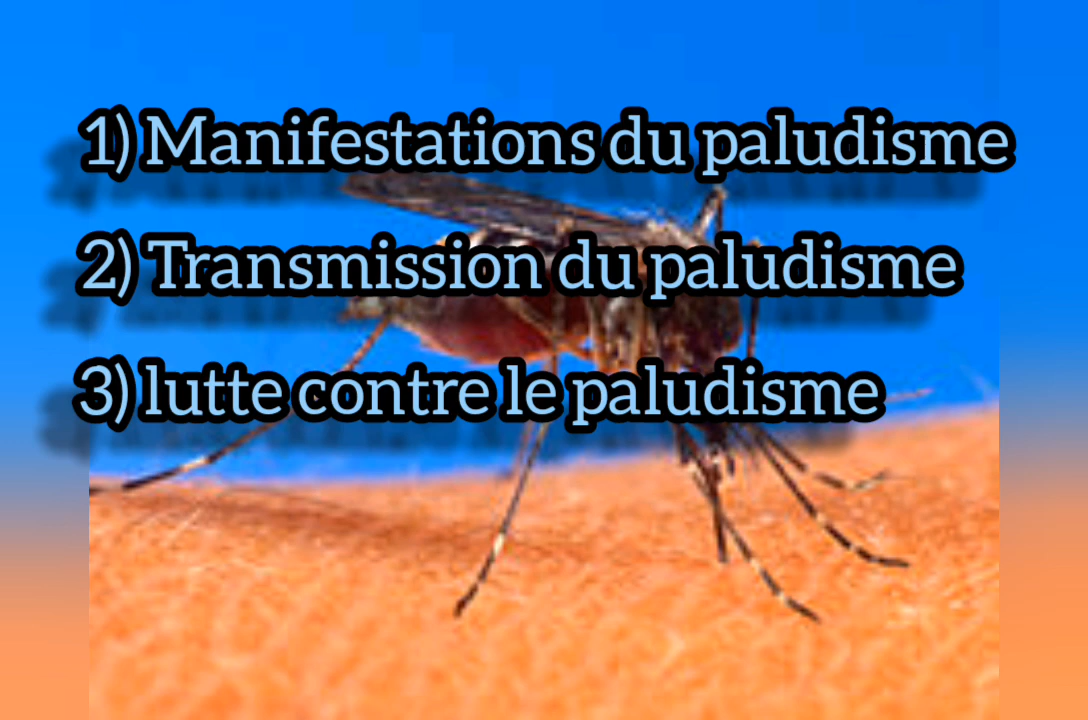 1) Manifestations du paludisme
2) Transmission du paludisme
3) lutte contre le paludisme